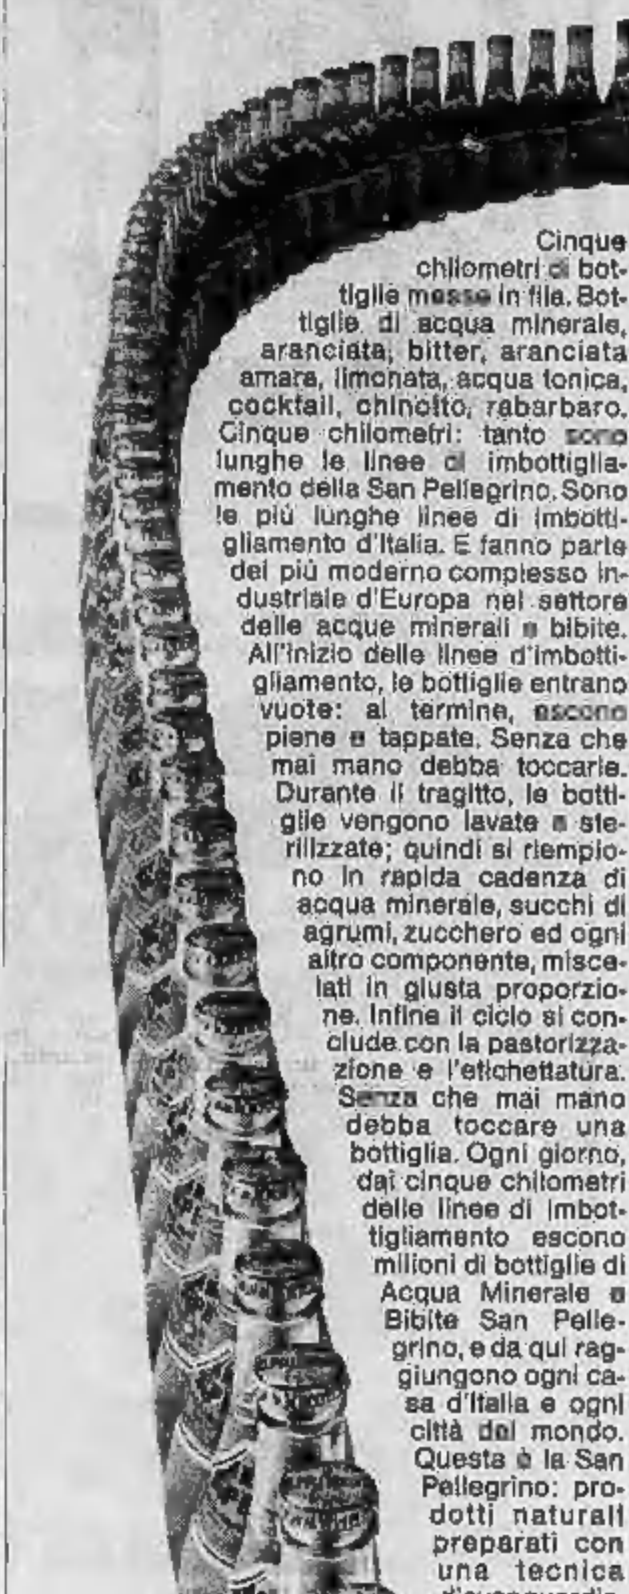 Cinque
chilometri di bot-
tiglie messe in fila. Bot-
tiglie di acqua minerale,
aranciata, bitter, aranciata
amara, limonata, acqua tonica,
cocktail, chinotto, rabarbaro.
Cinque chilometri: tanto sono
lunghe le linee di imbottiglia-
mento della San Pellegrino. Sono
le più lunghe linee di imbotti-
gliamento d'Italia. E fanno parte
del più moderno complesso in-
dustriale d'Europa nel settore
delle acque minerali e bibite.
All'inizio delle linee d'imbotti-
gliamento, le bottiglie entrano
vuote: al termine, escono
piene e tappate. Senza che
mai mano debba toccarle.
Durante il tragitto, le botti-
glie vengono lavate e ste-
rilizzate; quindi si riempio-
no in rapida cadenza di
acqua minerale, succhi di
agrumi, zucchero ed ogni
altro componente, misce-
lati in giusta proporzio-
ne. Infine il ciclo si con-
clude con la pastorizza-
zione e l'etichettatura.
Senza che mai mano
debba toccare una
bottiglia. Ogni giorno,
dai cinque chilometri
delle linee di imbot-
tigliamento escono
milioni di bottiglie di
Acqua Minerale e
Bibite San Pelle-
grino, e da qui rag-
giungono ogni ca-
sa d'Italia e ogni
città del mondo.
Questa è la San
Pellegrino: pro-
dotti naturali
preparati con
una tecnica